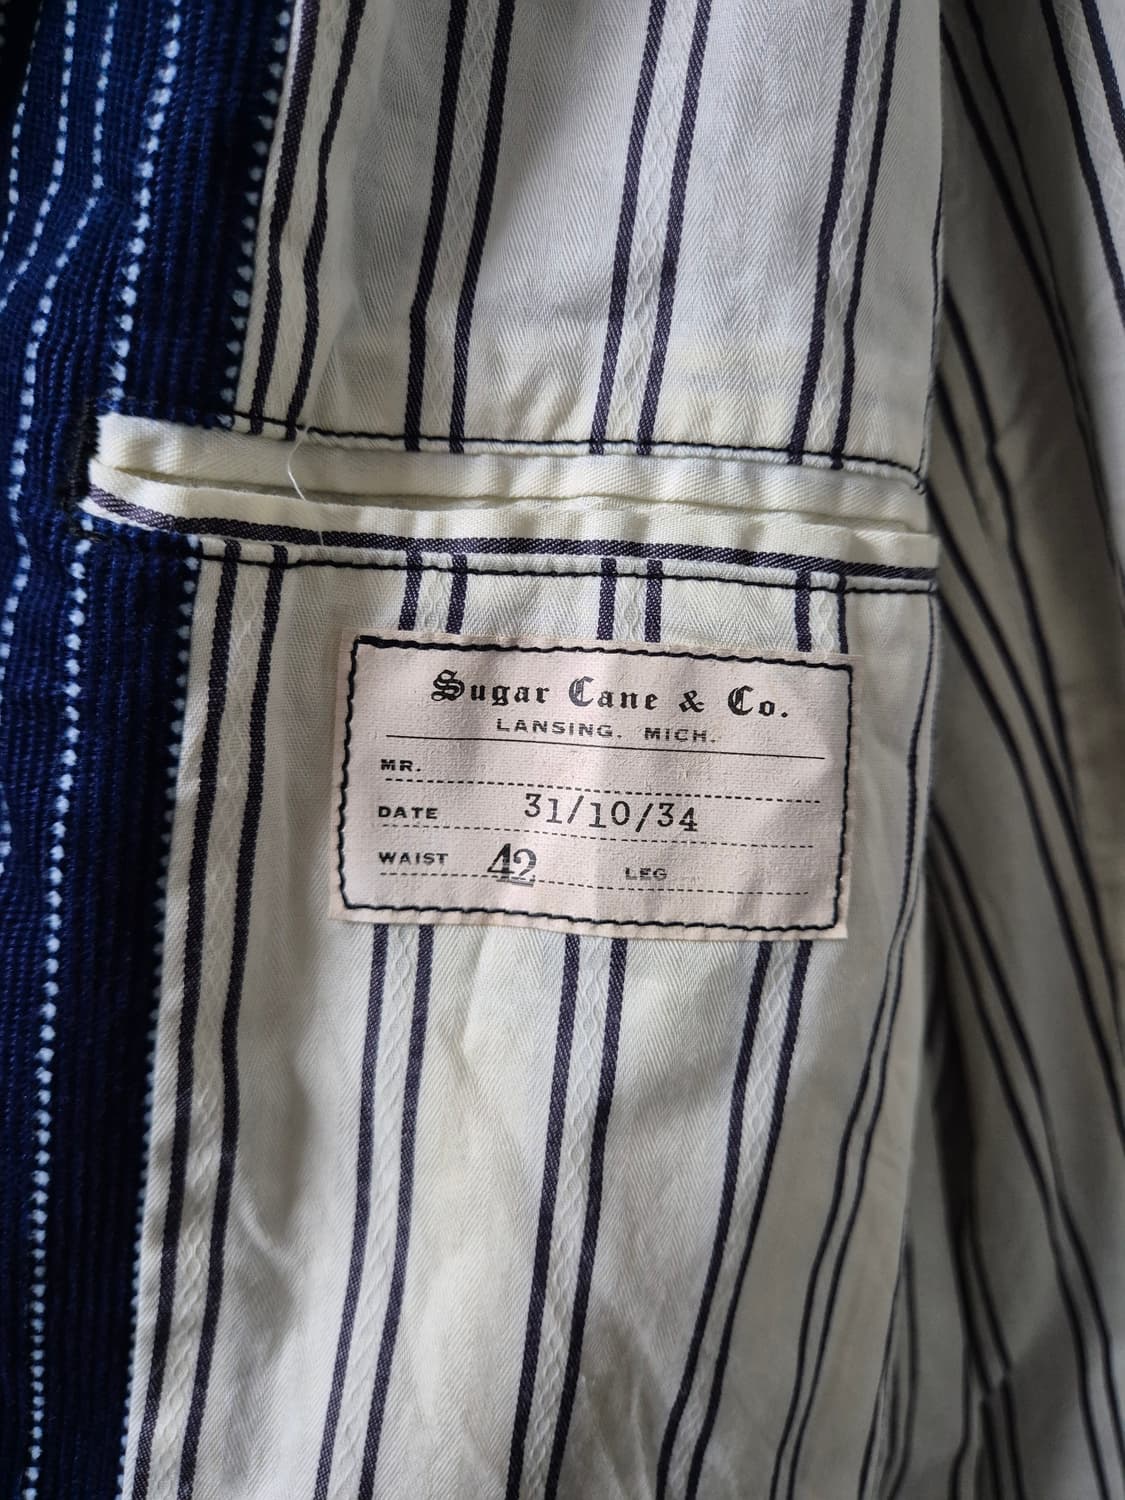 Sugar Cane & Co.
LANSING. MICH.
MR.
DATE 31/10/34
WAIST 42 LEG